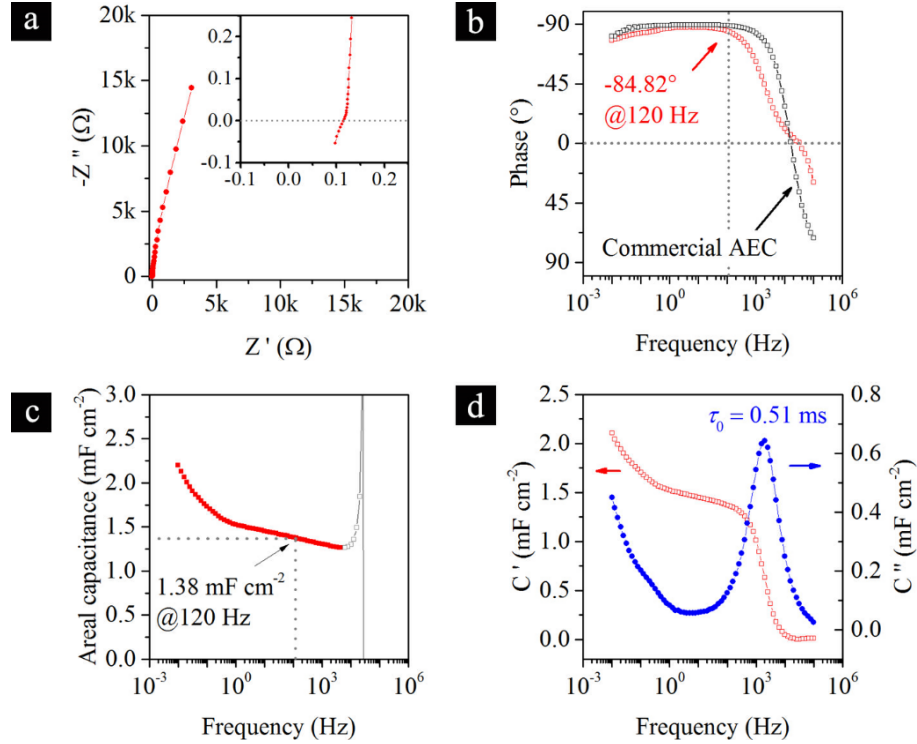 a
20k
15k
10k
5k
0
-Z" (Ω)
0.2
0.1
0.0
-0.1
-0.1 0.0 0.1 0.2
0 5k 10k 15k 20k
Z' (Ω)
b
-90
-45
0
45
90
Phase (°)
-84.82°
@120 Hz
Commercial AEC
10-3 100 103 106
Frequency (Hz)
c
3.0
2.5
2.0
1.5
1.0
0.5
0.0
Areal capacitance (mF cm-2)
1.38 mF cm-2
@120 Hz
10-3 100 103 106
Frequency (Hz)
d
2.5
2.0
1.5
1.0
0.5
0.0
C' (mF cm-2)
τ0 = 0.51 ms
0.8
0.6
0.4
0.2
0.0
C" (mF cm-2)
10-3 100 103 106
Frequency (Hz)